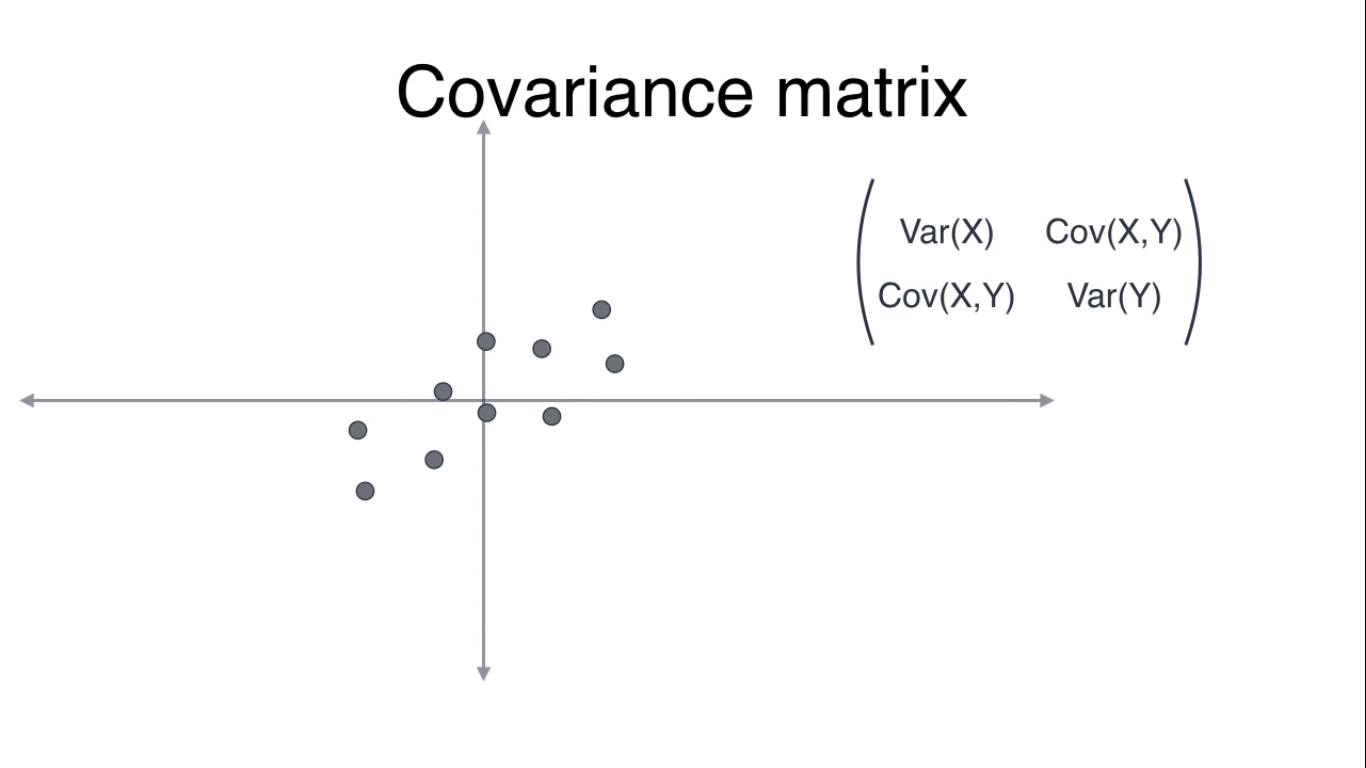 Covariance matrix
Var(X) Cov(X,Y)
Cov(X,Y) Var(Y)